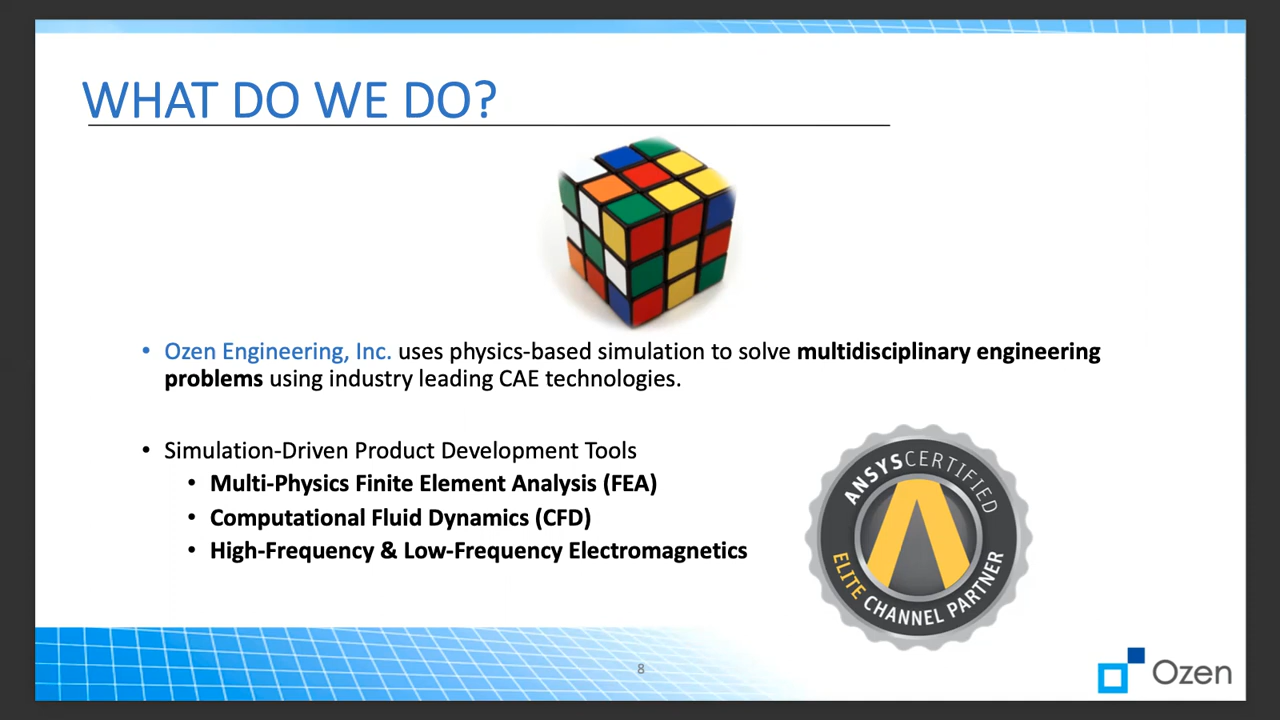 WHAT DO WE DO?
• Ozen Engineering, Inc. uses physics-based simulation to solve multidisciplinary engineering
problems using industry leading CAE technologies.
• Simulation-Driven Product Development Tools
• Multi-Physics Finite Element Analysis (FEA)
• Computational Fluid Dynamics (CFD)
• High-Frequency & Low-Frequency Electromagnetics
ANSYS CERTIFIED
ELITE CHANNEL PARTNER
8
Ozen